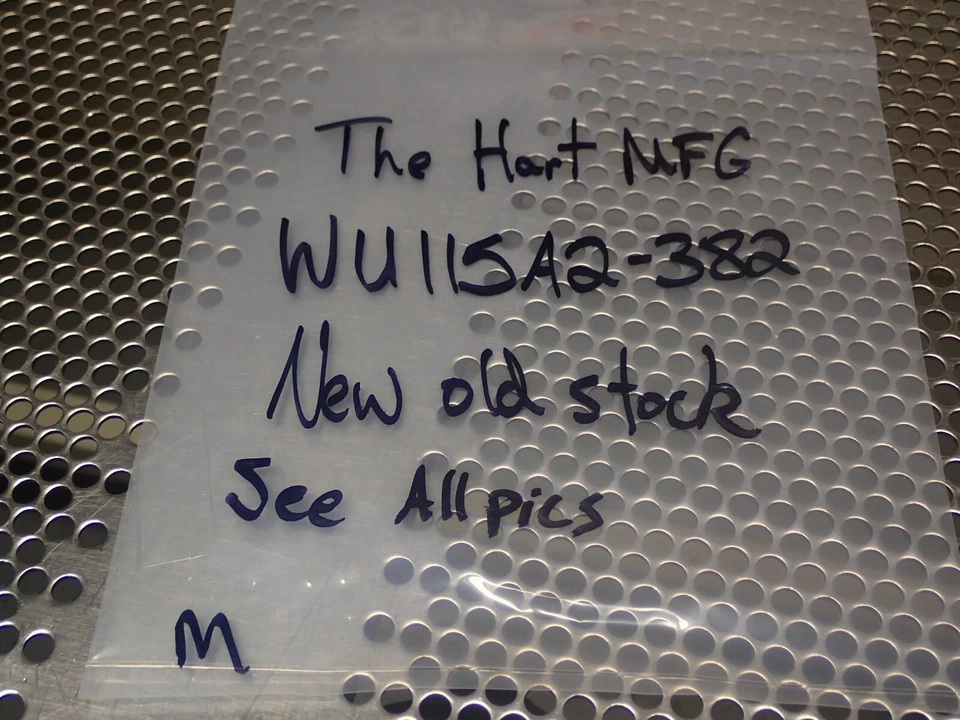 The Hart MFG
WU115A2-382
New old stock
See All pics
M